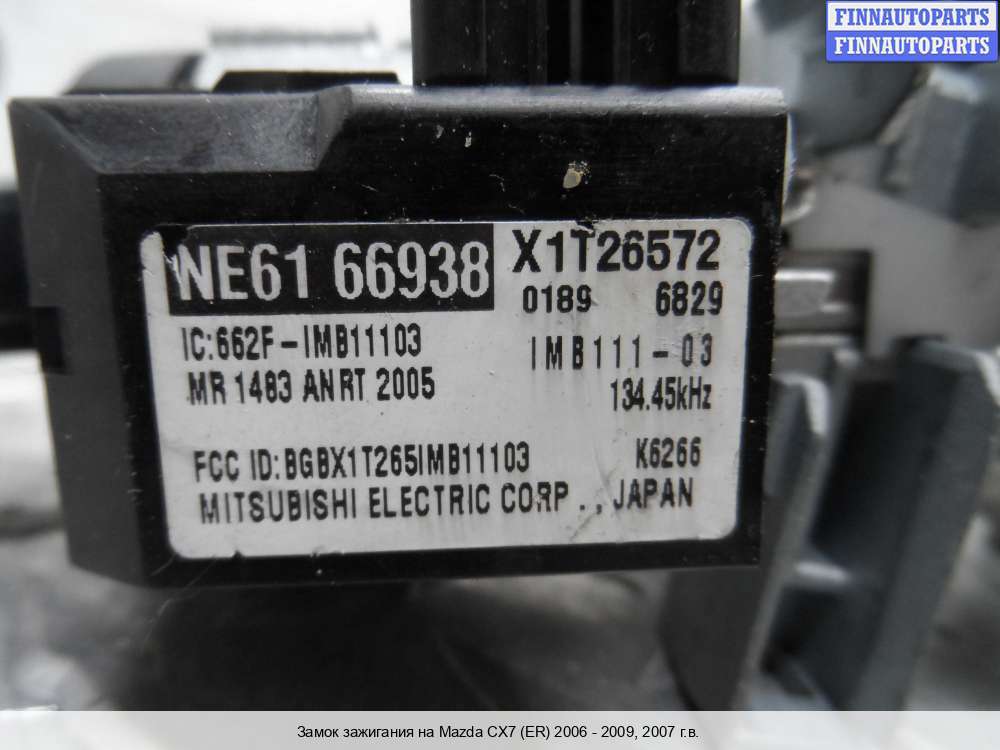 FINNAUTOPARTS
FINNAUTOPARTS
NE61 66938 X1T26572
0189 6829
IC:662F-IMB11103 IMB111-03
MR 1483 ANRT 2005 134.45kHz
FCC ID:BGBX1T265IMB11103 K6266
MITSUBISHI ELECTRIC CORP.,JAPAN
Замок зажигания на Mazda CX7 (ER) 2006 - 2009, 2007 г.в.